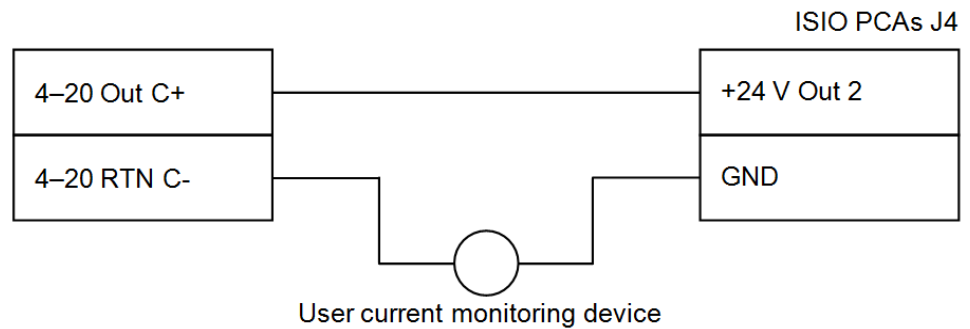 ISIO PCAs J4
4–20 Out C+
+24 V Out 2
4–20 RTN C-
GND
User current monitoring device